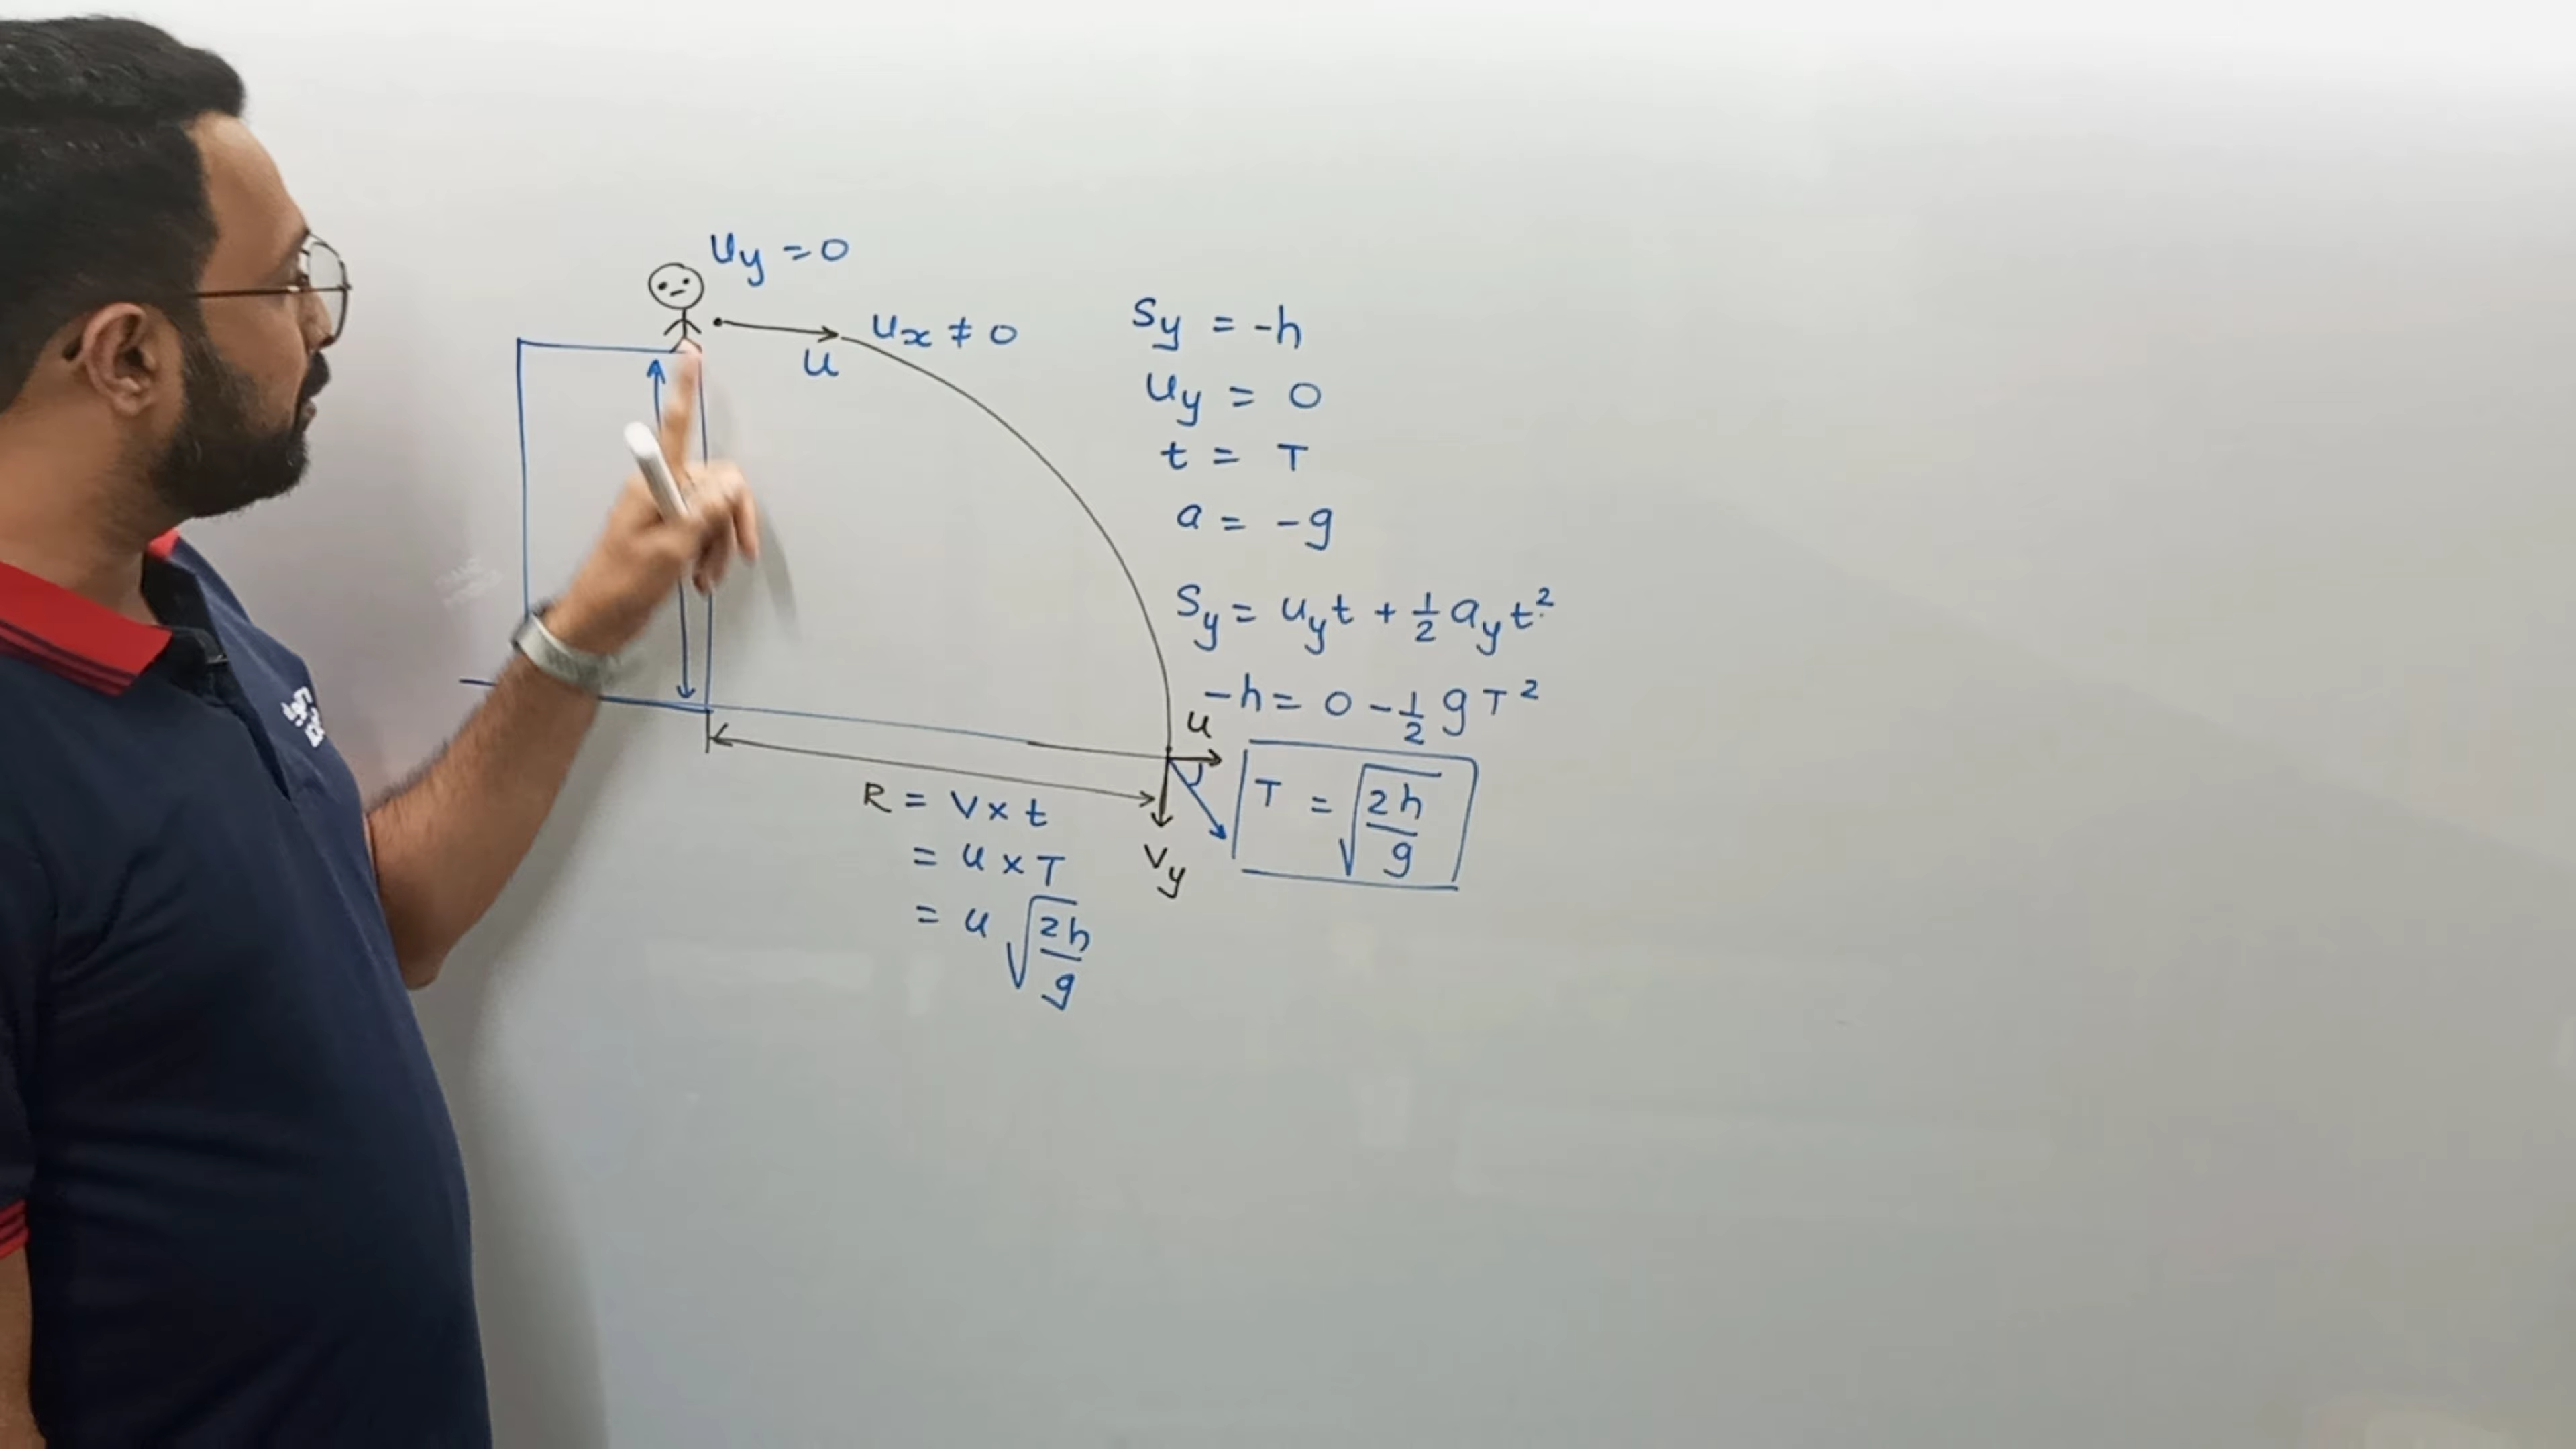 uy = 0
ux ≠ 0
u
Sy = -h
uy = 0
t = T
a = -g
Sy = uyt + 1/2 ayt²
-h = 0 - 1/2 gT²
u
T = √(2h/g)
Vy
R = V × t
= u × T
= u √(2h/g)